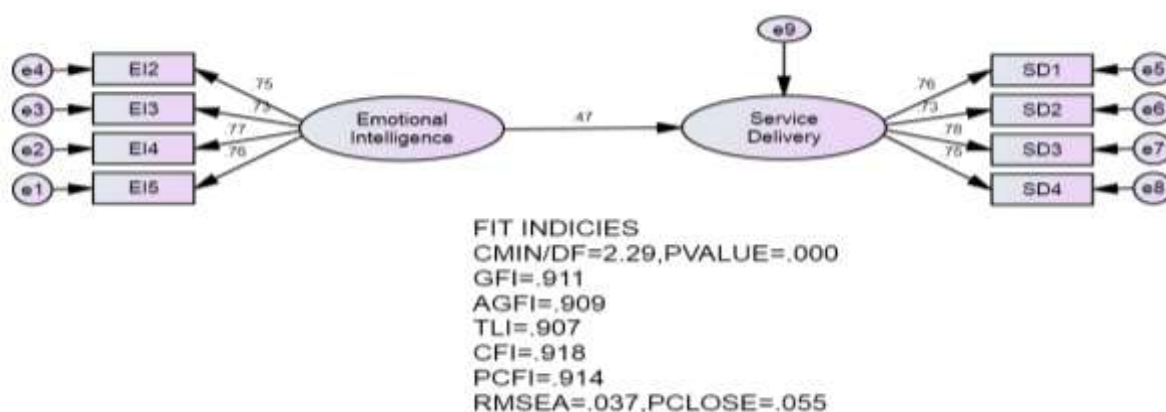 e9
e4 EI2 .75 .76 SD1 e5
e3 EI3 .73 Emotional .47 Service .73 SD2 e6
e2 EI4 .77 Intelligence Delivery .78 SD3 e7
e1 EI5 .76 .75 SD4 e8
FIT INDICIES
CMIN/DF=2.29,PVALUE=.000
GFI=.911
AGFI=.909
TLI=.907
CFI=.918
PCFI=.914
RMSEA=.037,PCLOSE=.055